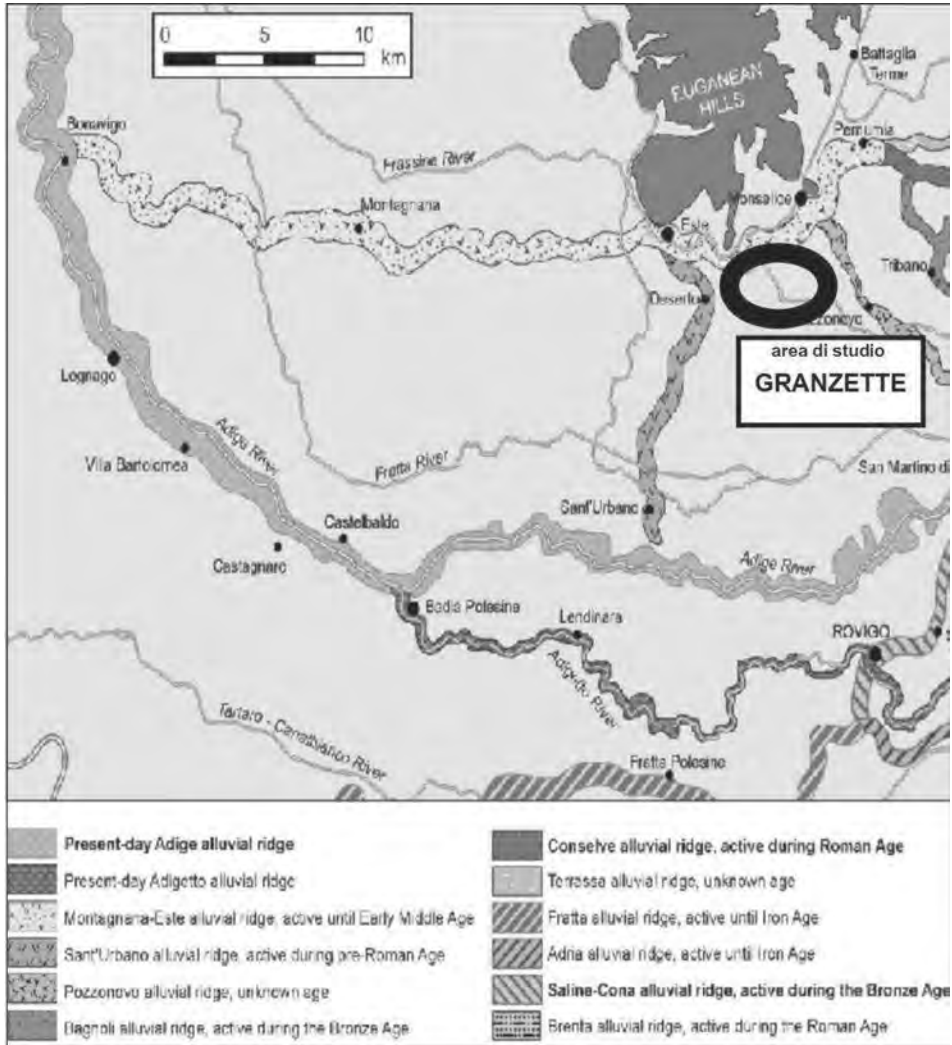 0 5 10
km
EUGANEAN
HILLS
Battaglia
Terme
Bonavigo
Pernumia
Frassine River
Monselice
Montagnana
Este
Tribano
Deserto
area di studio
GRANZETTE
Legnago
Adige River
Villa Bartolomea
Fratta River
San Martino di
Sant'Urbano
Castelbaldo
Castagnaro
Adige River
Badia Polesine
Lendinara
ROVIGO
Adigetto River
Tartaro - Canalbianco River
Fratta Polesine
Present-day Adige alluvial ridge
Present-day Adigetto alluvial ridge
Montagnana-Este alluvial ridge, active until Early Middle Age
Sant'Urbano alluvial ridge, active during pre-Roman Age
Pozzonovo alluvial ridge, unknown age
Bagnoli alluvial ridge, active during the Bronze Age
Conselve alluvial ridge, active during Roman Age
Terrassa alluvial ridge, unknown age
Fratta alluvial ridge, active until Iron Age
Adria alluvial ridge, active until Iron Age
Saline-Cona alluvial ridge, active during the Bronze Age
Brenta alluvial ridge, active during the Roman Age